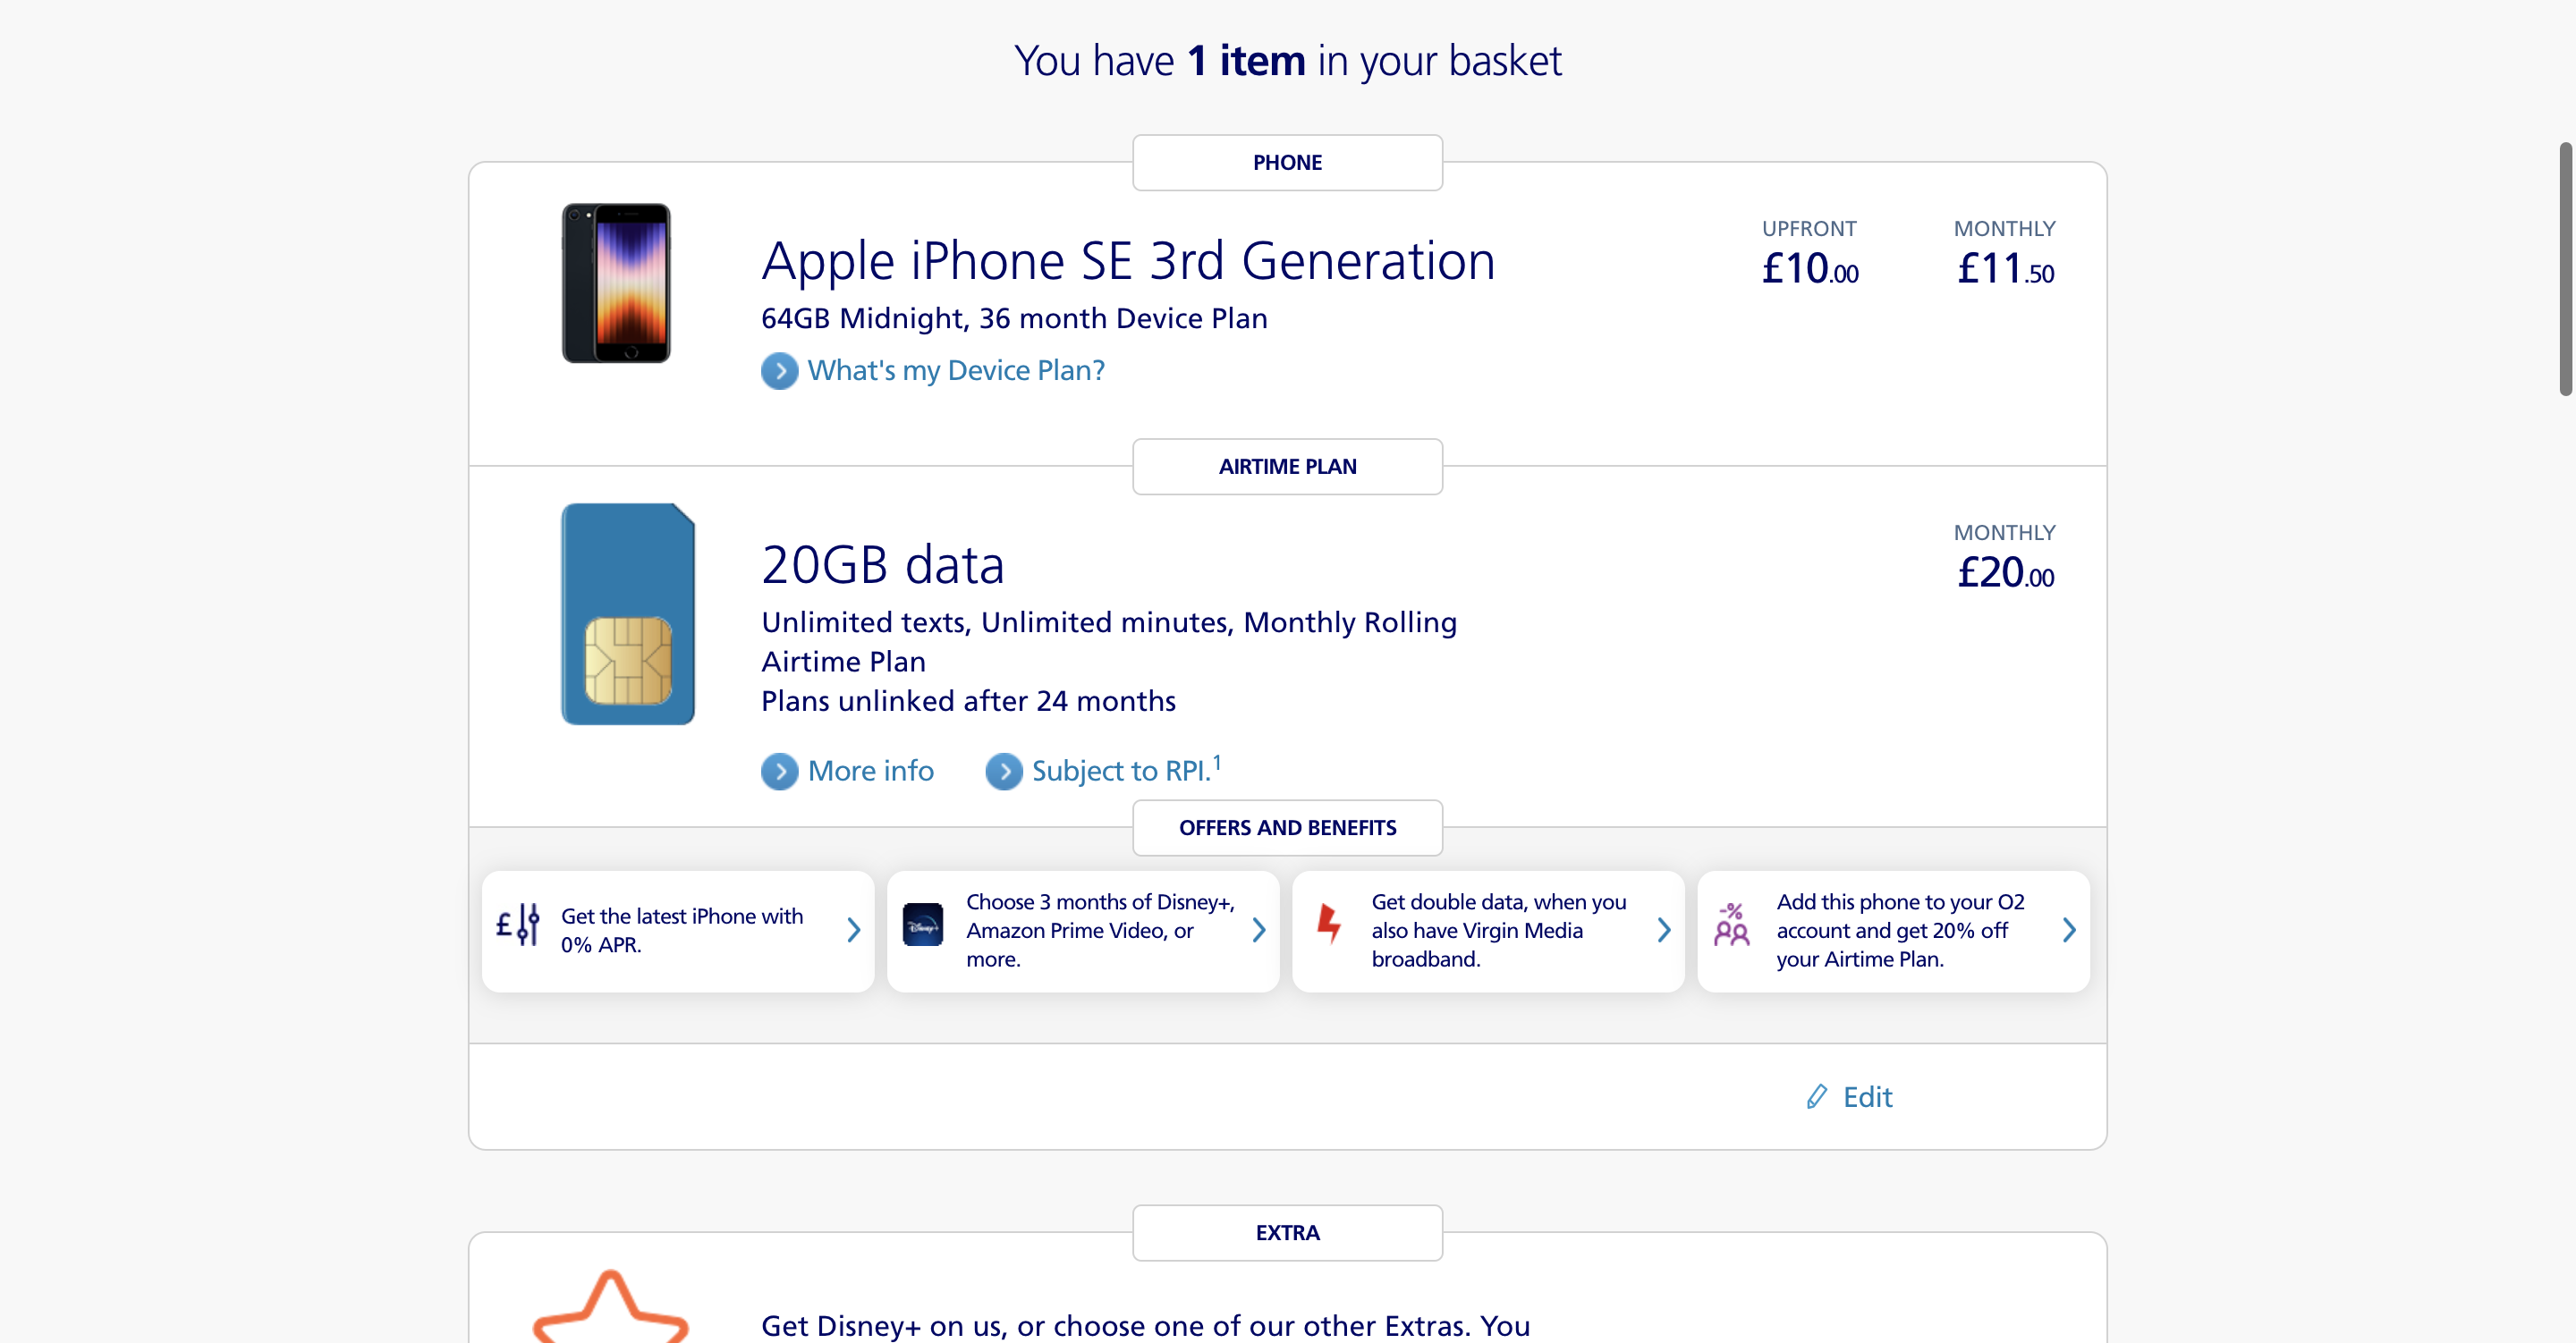 You have 1 item in your basket
PHONE
Apple iPhone SE 3rd Generation
64GB Midnight, 36 month Device Plan
What's my Device Plan?
UPFRONT
£10.00
MONTHLY
£11.50
AIRTIME PLAN
20GB data
Unlimited texts, Unlimited minutes, Monthly Rolling
Airtime Plan
Plans unlinked after 24 months
More info
Subject to RPI.¹
MONTHLY
£20.00
OFFERS AND BENEFITS
Get the latest iPhone with
0% APR.
Disney+
Choose 3 months of Disney+,
Amazon Prime Video, or
more.
Get double data, when you
also have Virgin Media
broadband.
Add this phone to your O2
account and get 20% off
your Airtime Plan.
Edit
EXTRA
Get Disney+ on us, or choose one of our other Extras. You